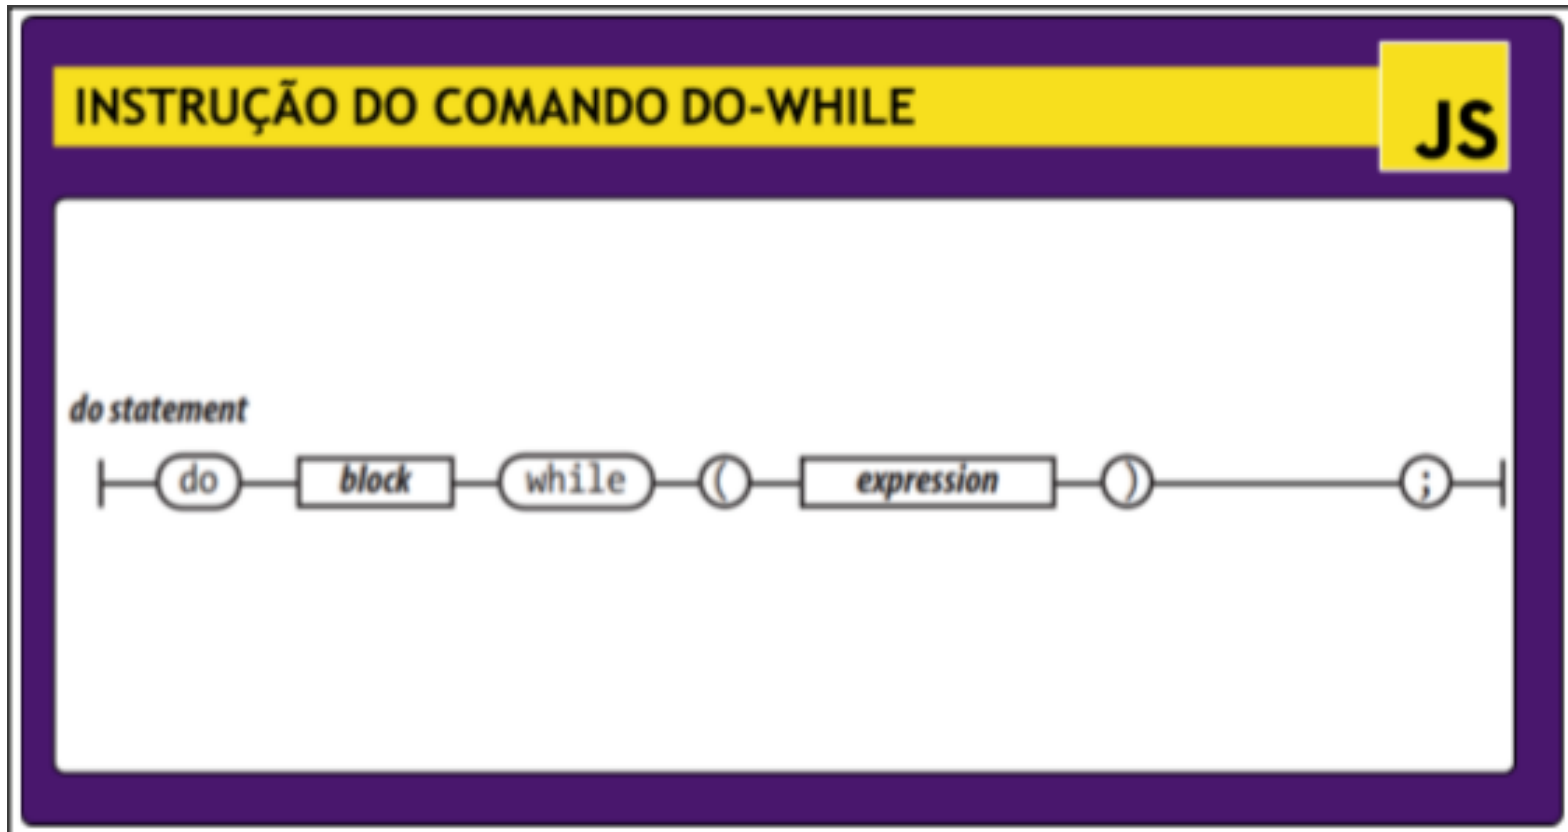 INSTRUÇÃO DO COMANDO DO-WHILE
JS
do statement
do block while ( expression ) ;